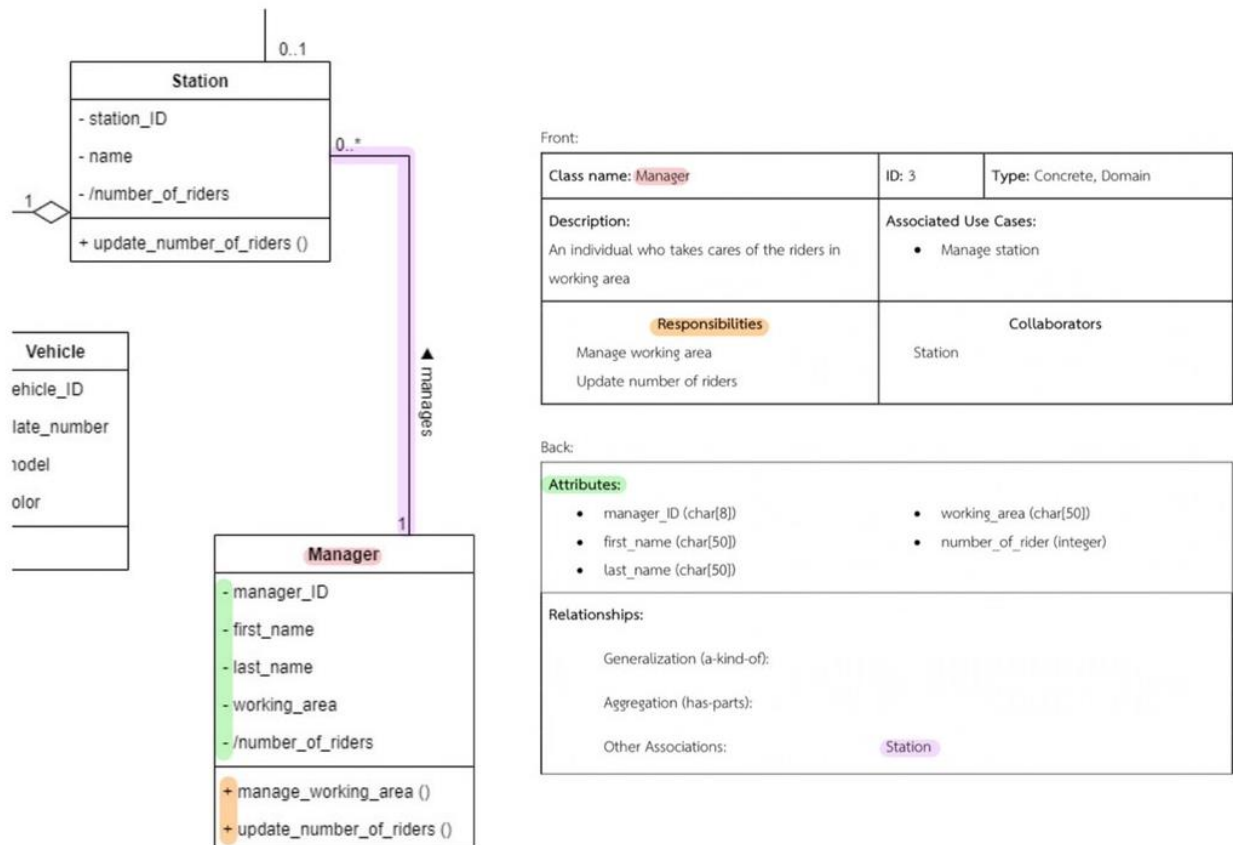 0..1
Station
- station_ID
- name
- /number_of_riders
+ update_number_of_riders ()
0..*
1
manages
Vehicle
ehicle_ID
late_number
odel
olor
1
Manager
- manager_ID
- first_name
- last_name
- working_area
- /number_of_riders
+ manage_working_area ()
+ update_number_of_riders ()
Front:
Class name: Manager
ID: 3
Type: Concrete, Domain
Description:
An individual who takes cares of the riders in
working area
Associated Use Cases:
• Manage station
Responsibilities
Manage working area
Update number of riders
Collaborators
Station
Back:
Attributes:
• manager_ID (char[8])
• first_name (char[50])
• last_name (char[50])
• working_area (char[50])
• number_of_rider (integer)
Relationships:
Generalization (a-kind-of):
Aggregation (has-parts):
Other Associations: Station